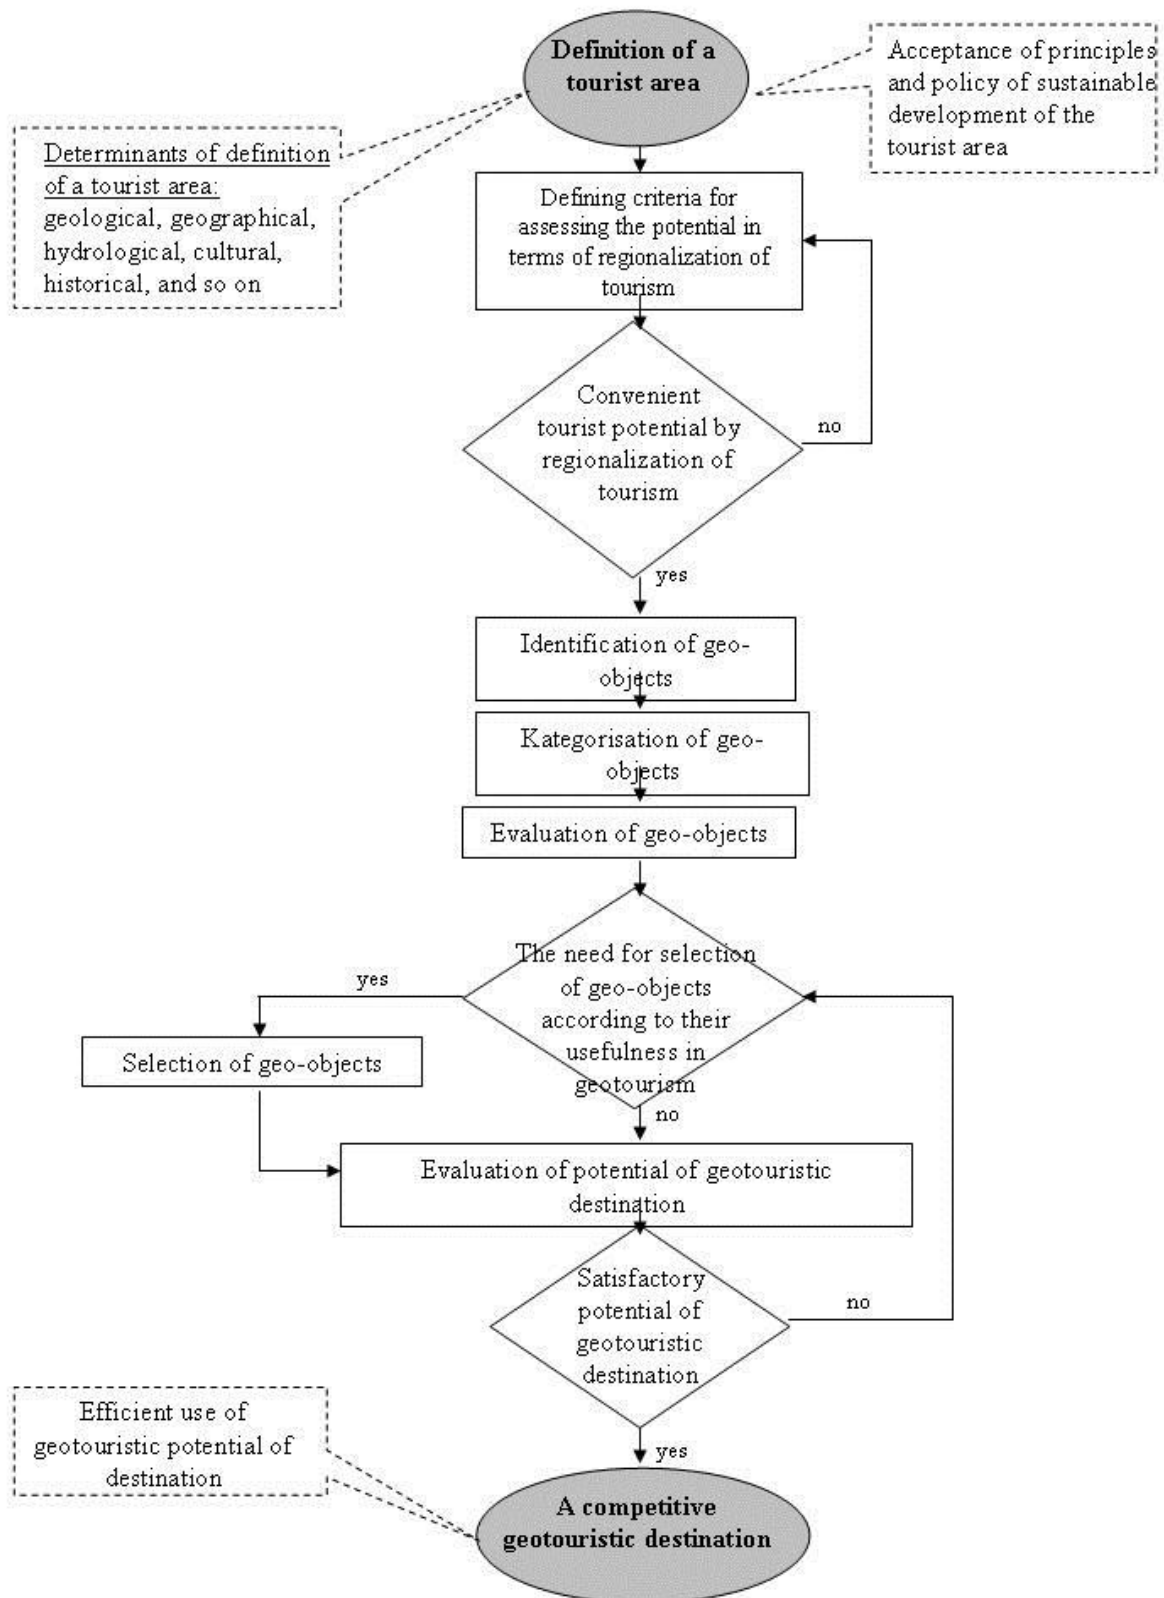 Definition of a
tourist area
Acceptance of principles
and policy of sustainable
development of the
tourist area
Determinants of definition
of a tourist area:
geological, geographical,
hydrological, cultural,
historical, and so on
Defining criteria for
assessing the potential in
terms of regionalization of
tourism
Convenient
tourist potential by
regionalization of
tourism
no
yes
Identification of geo-
objects
Kategorisation of geo-
objects
Evaluation of geo-objects
The need for selection
of geo-objects
according to their
usefulness in
geotourism
yes
Selection of geo-objects
no
Evaluation of potential of geotouristic
destination
Satisfactory
potential of
geotouristic
destination
no
yes
Efficient use of
geotouristic potential of
destination
A competitive
geotouristic destination